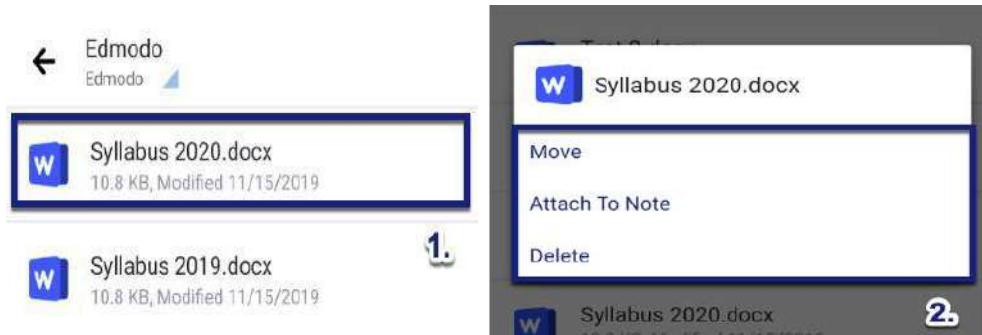 Edmodo
Edmodo
W
Syllabus 2020.docx
10.8 KB, Modified 11/15/2019
1.
W
Syllabus 2019.docx
10.8 KB, Modified 11/15/2019
W
Syllabus 2020.docx
Move
Attach To Note
Delete
W
Syllabus 2020.docx
2.